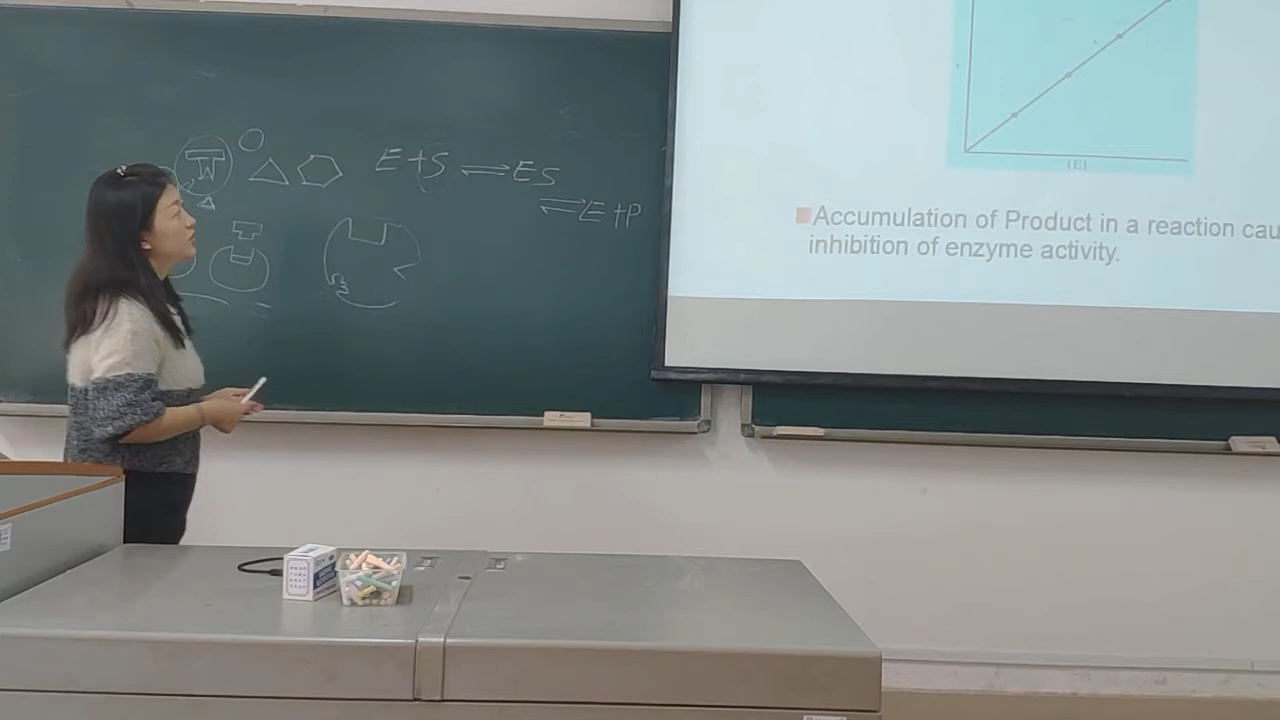 E+S ⇌ ES
⇌ E+P
[E]
Accumulation of Product in a reaction cau
inhibition of enzyme activity.